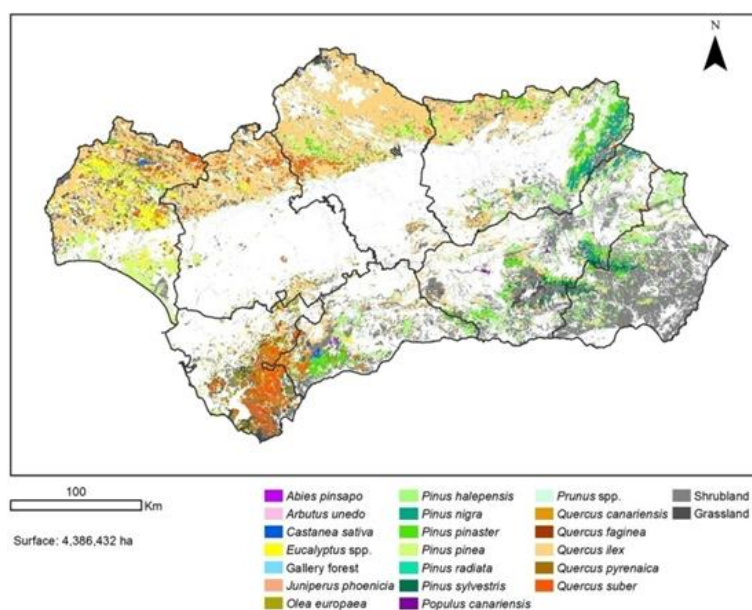 N
100
Km
Surface: 4,386,432 ha
Abies pinsapo
Arbutus unedo
Castanea sativa
Eucalyptus spp.
Gallery forest
Juniperus phoenicia
Olea europaea
Pinus halepensis
Pinus nigra
Pinus pinaster
Pinus pinea
Pinus radiata
Pinus sylvestris
Populus canariensis
Prunus spp.
Quercus canariensis
Quercus faginea
Quercus ilex
Quercus pyrenaica
Quercus suber
Shrubland
Grassland